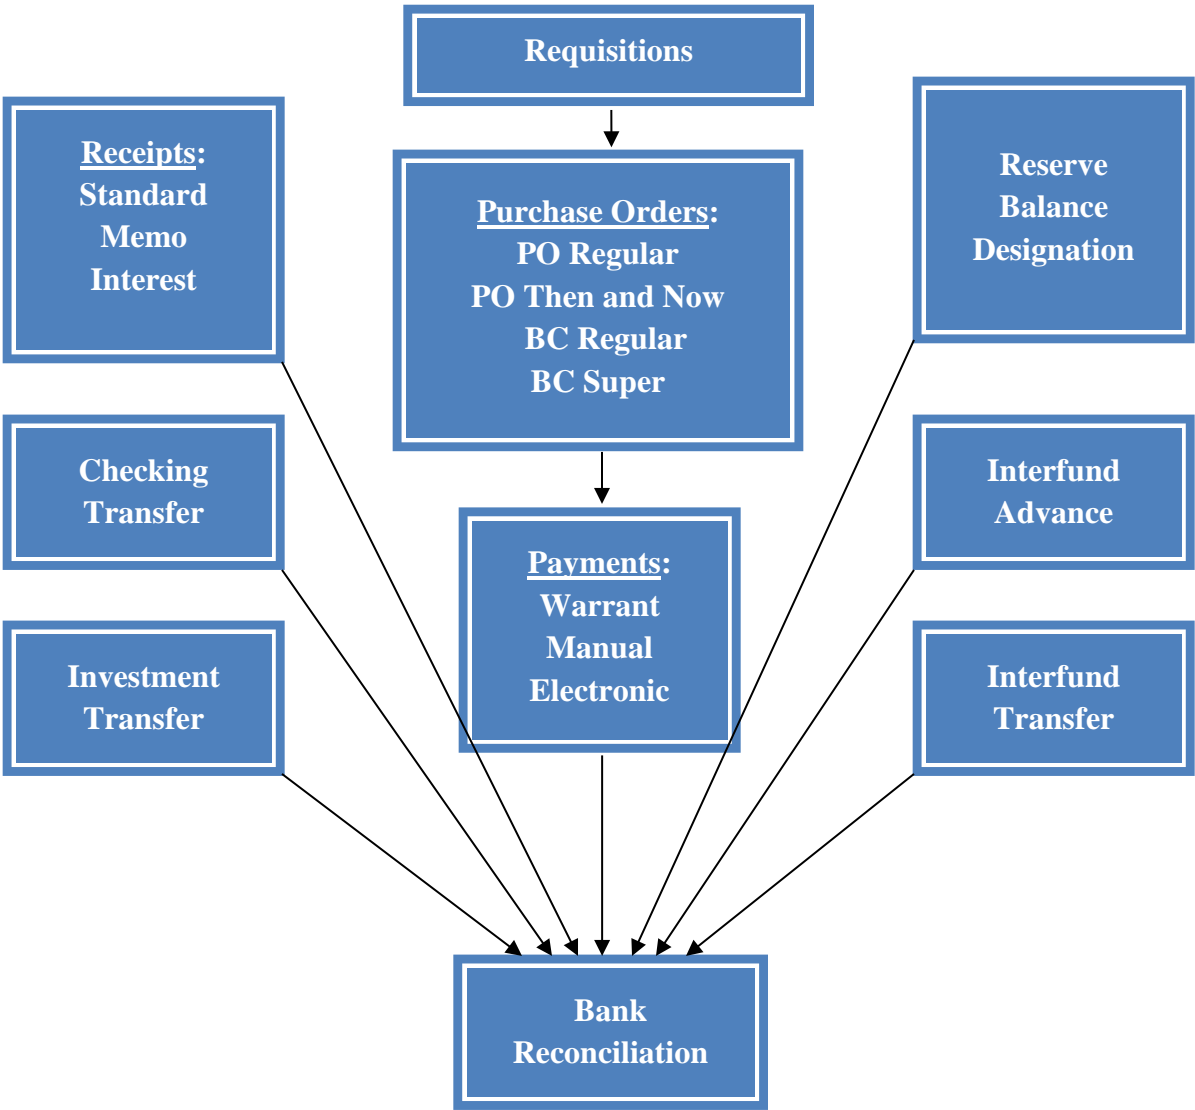 Requisitions
Receipts:
Standard
Memo
Interest
Purchase Orders:
PO Regular
PO Then and Now
BC Regular
BC Super
Reserve
Balance
Designation
Checking
Transfer
Interfund
Advance
Payments:
Warrant
Manual
Electronic
Investment
Transfer
Interfund
Transfer
Bank
Reconciliation